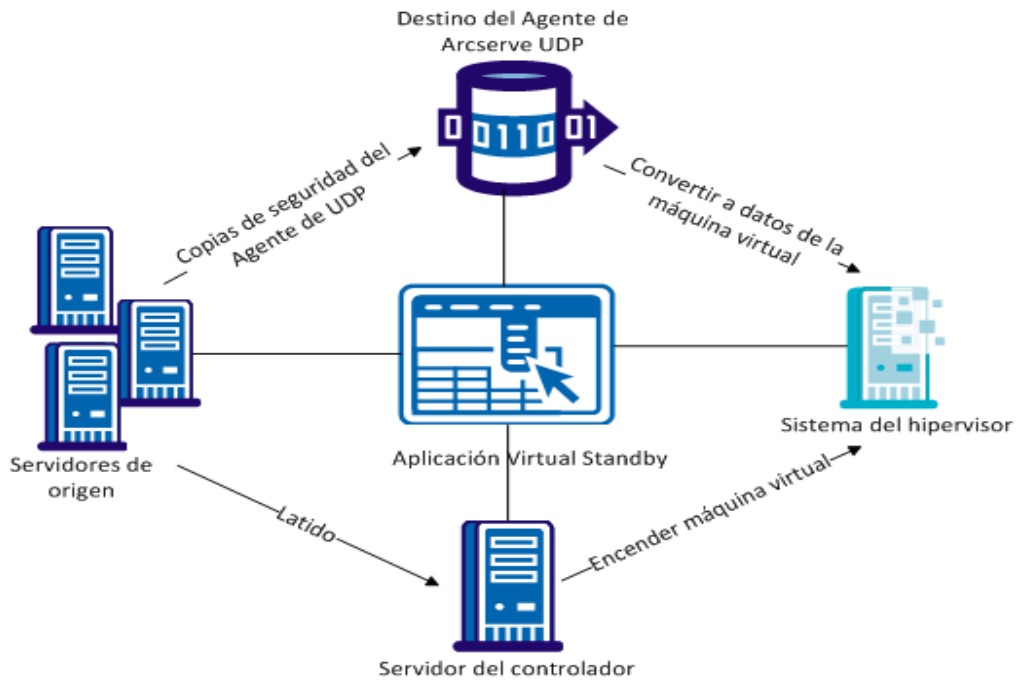 Destino del Agente de
Arcserve UDP
0 0110 01
Copias de seguridad del
Agente de UDP
Convertir a datos de la
máquina virtual
Servidores de
origen
Aplicación Virtual Standby
Sistema del hipervisor
Latido
Encender máquina virtual
Servidor del controlador